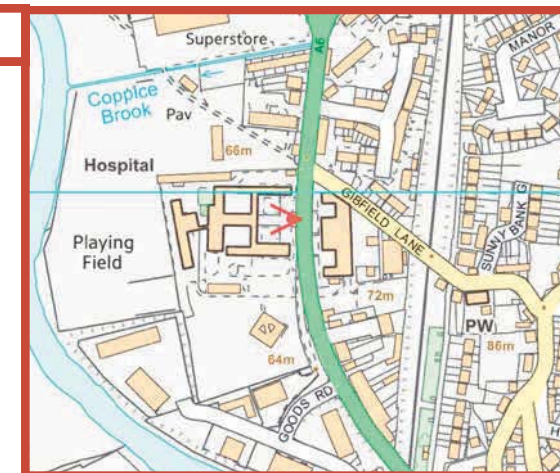 Superstore
A6
MANOR
Coppice
Brook
Pav
66m
Hospital
GIBFIELD LANE
SUNNY BANK G
Playing
Field
72m
PW
86m
64m
GOODS RD
H